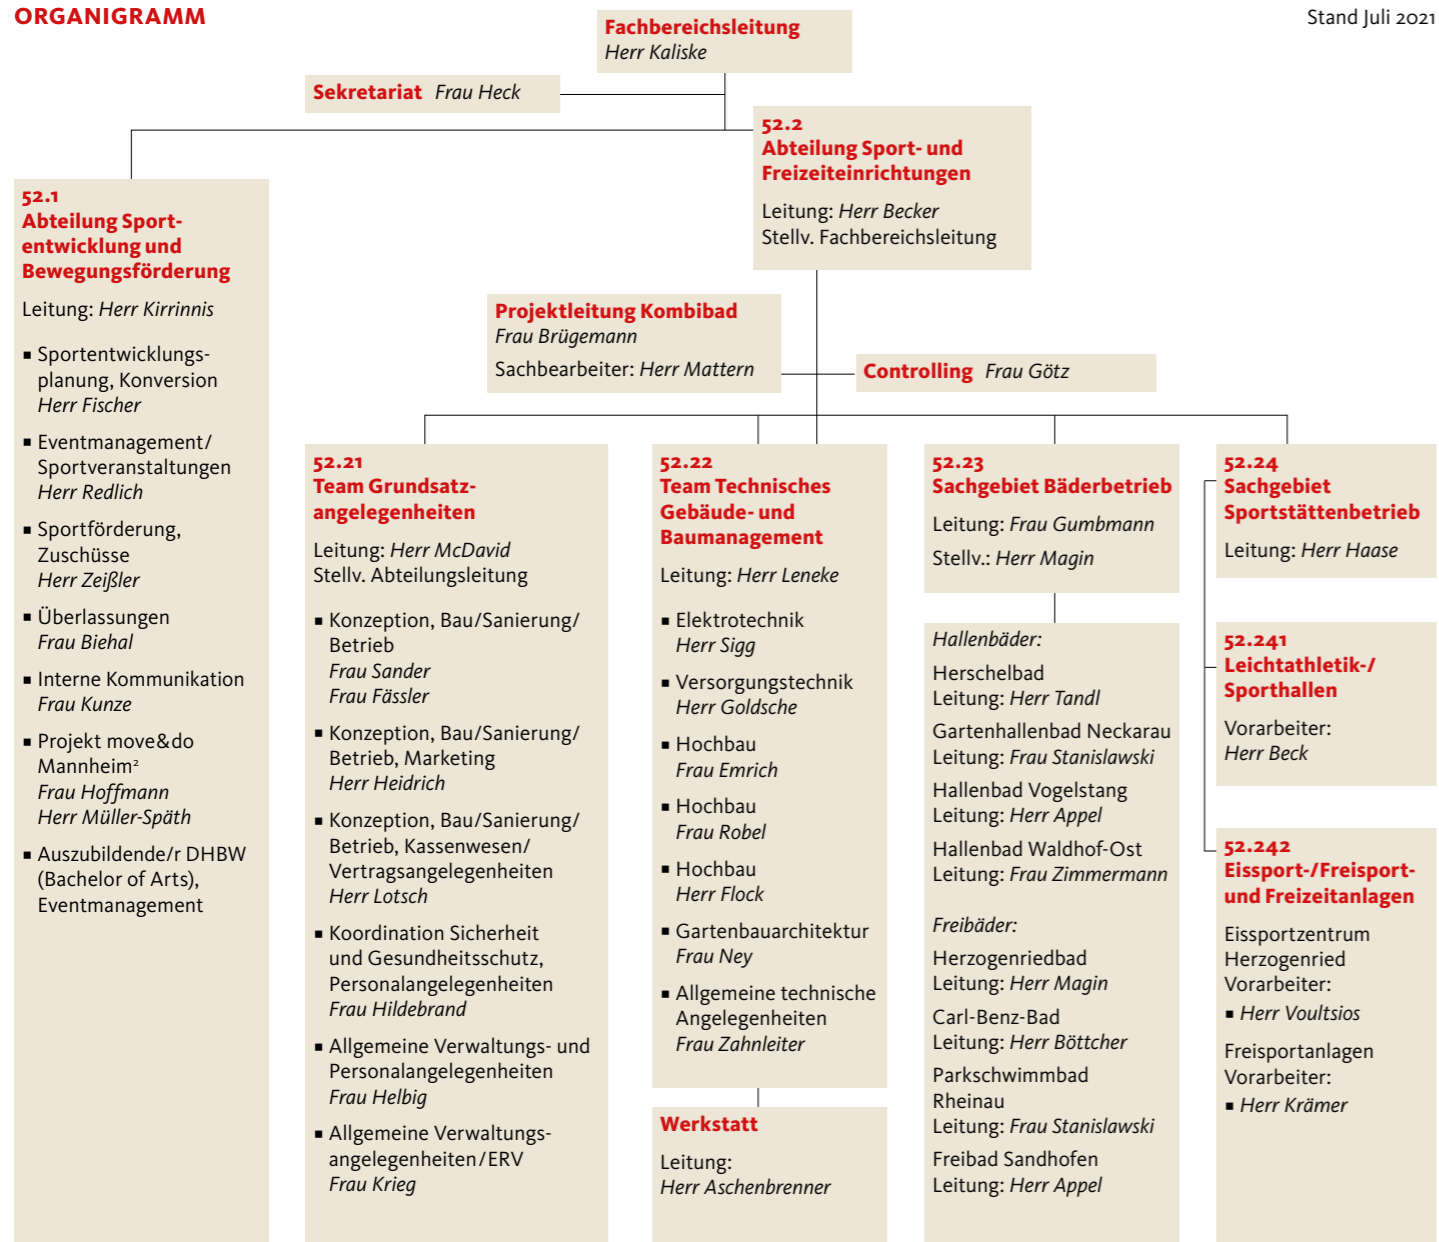 ORGANIGRAMM
Stand Juli 2021
Fachbereichsleitung
Herr Kaliske
Sekretariat Frau Heck
52.2
Abteilung Sport- und
Freizeiteinrichtungen
Leitung: Herr Becker
Stellv. Fachbereichsleitung
52.1
Abteilung Sport-
entwicklung und
Bewegungsförderung
Leitung: Herr Kirrinnis
▪ Sportentwicklungs-
planung, Konversion
Herr Fischer
▪ Eventmanagement/
Sportveranstaltungen
Herr Redlich
▪ Sportförderung,
Zuschüsse
Herr Zeißler
▪ Überlassungen
Frau Biehal
▪ Interne Kommunikation
Frau Kunze
▪ Projekt move&do
Mannheim²
Frau Hoffmann
Herr Müller-Späth
▪ Auszubildende/r DHBW
(Bachelor of Arts),
Eventmanagement
Projektleitung Kombibad
Frau Brügemann
Sachbearbeiter: Herr Mattern
Controlling Frau Götz
52.21
Team Grundsatz-
angelegenheiten
Leitung: Herr McDavid
Stellv. Abteilungsleitung
▪ Konzeption, Bau/Sanierung/
Betrieb
Frau Sander
Frau Fässler
▪ Konzeption, Bau/Sanierung/
Betrieb, Marketing
Herr Heidrich
▪ Konzeption, Bau/Sanierung/
Betrieb, Kassenwesen/
Vertragsangelegenheiten
Herr Lotsch
▪ Koordination Sicherheit
und Gesundheitsschutz,
Personalangelegenheiten
Frau Hildebrand
▪ Allgemeine Verwaltungs- und
Personalangelegenheiten
Frau Helbig
▪ Allgemeine Verwaltungs-
angelegenheiten/ERV
Frau Krieg
52.22
Team Technisches
Gebäude- und
Baumanagement
Leitung: Herr Leneke
▪ Elektrotechnik
Herr Sigg
▪ Versorgungstechnik
Herr Goldsche
▪ Hochbau
Frau Emrich
▪ Hochbau
Frau Robel
▪ Hochbau
Herr Flock
▪ Gartenbauarchitektur
Frau Ney
▪ Allgemeine technische
Angelegenheiten
Frau Zahnleiter
Werkstatt
Leitung:
Herr Aschenbrenner
52.23
Sachgebiet Bäderbetrieb
Leitung: Frau Gumbmann
Stellv.: Herr Magin
Hallenbäder:
Herschelbad
Leitung: Herr Tandl
Gartenhallenbad Neckarau
Leitung: Frau Stanislawski
Hallenbad Vogelstang
Leitung: Herr Appel
Hallenbad Waldhof-Ost
Leitung: Frau Zimmermann
Freibäder:
Herzogenriedbad
Leitung: Herr Magin
Carl-Benz-Bad
Leitung: Herr Böttcher
Parkschwimmbad
Rheinau
Leitung: Frau Stanislawski
Freibad Sandhofen
Leitung: Herr Appel
52.24
Sachgebiet
Sportstättenbetrieb
Leitung: Herr Haase
52.241
Leichtathletik-/
Sporthallen
Vorarbeiter:
Herr Beck
52.242
Eissport-/Freisport-
und Freizeitanlagen
Eissportzentrum
Herzogenried
Vorarbeiter:
▪ Herr Voultsios
Freisportanlagen
Vorarbeiter:
▪ Herr Krämer